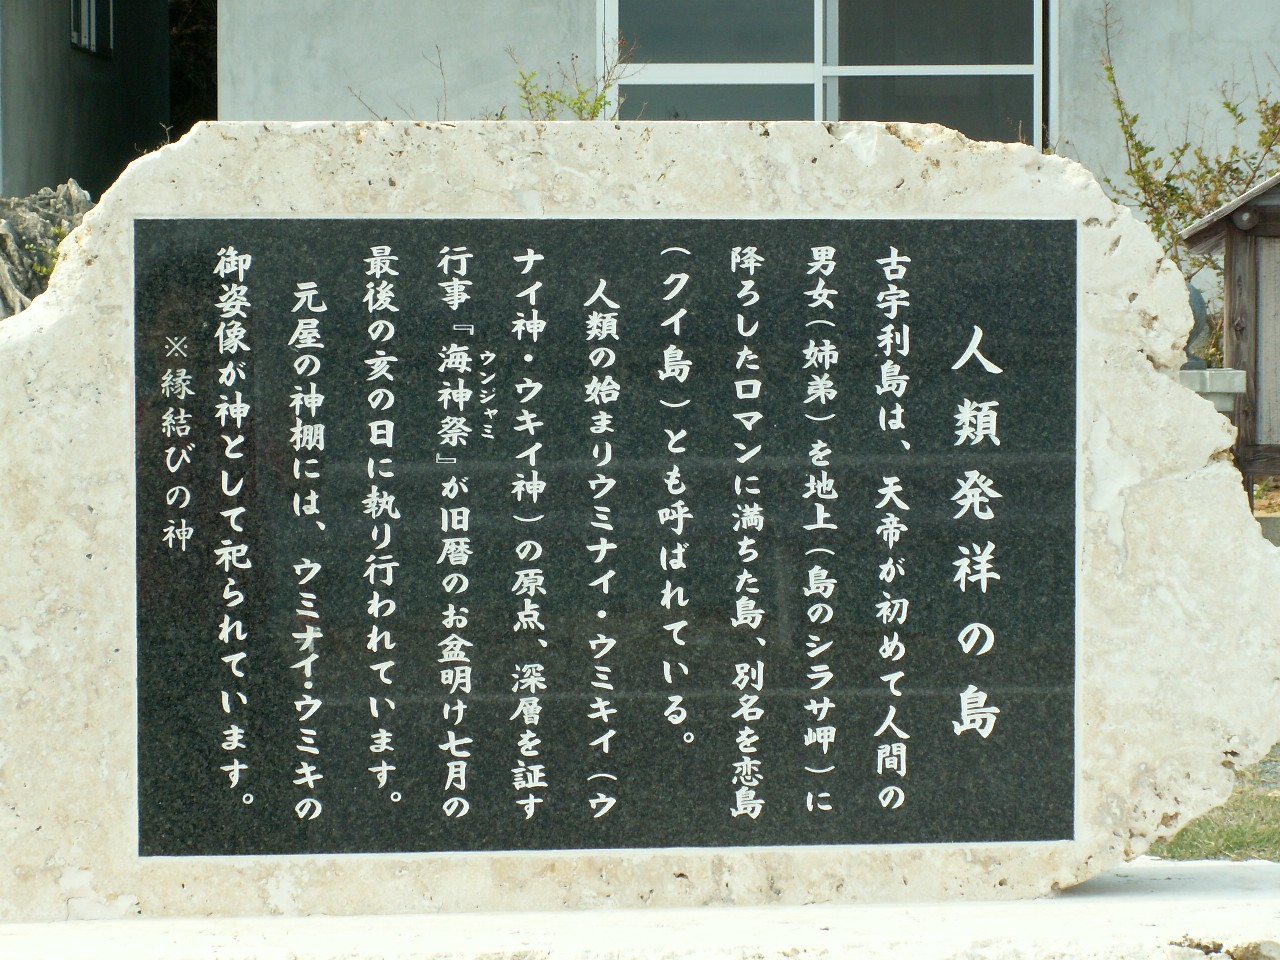 人類発祥の島
古宇利島は、天帝が初めて人間の
男女（姉弟）を地上（島のシラサ岬）に
降ろしたロマンに満ちた島、別名を恋島
（クイ島）とも呼ばれている。
人類の始まりウミナイ・ウミキイ（ウ
ナイ神・ウキイ神）の原点、深層を証す
行事『海神祭』が旧暦のお盆明け七月の
ウンジャミ
最後の亥の日に執り行われています。
元屋の神棚には、ウミナイ・ウミキの
御姿像が神として祀られています。
※縁結びの神